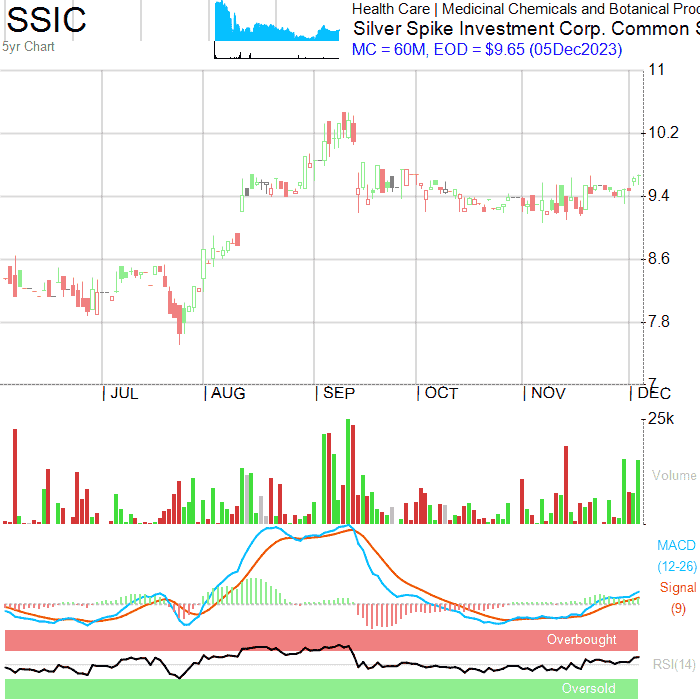 SSIC
5yr Chart
Health Care | Medicinal Chemicals and Botanical Prod
Silver Spike Investment Corp. Common S
MC = 60M, EOD = $9.65 (05Dec2023)
11
10.2
9.4
8.6
7.8
7
| JUL | AUG | SEP | OCT | NOV | DEC
25k
Volume
MACD
(12-26)
Signal
(9)
Overbought
RSI(14)
Oversold